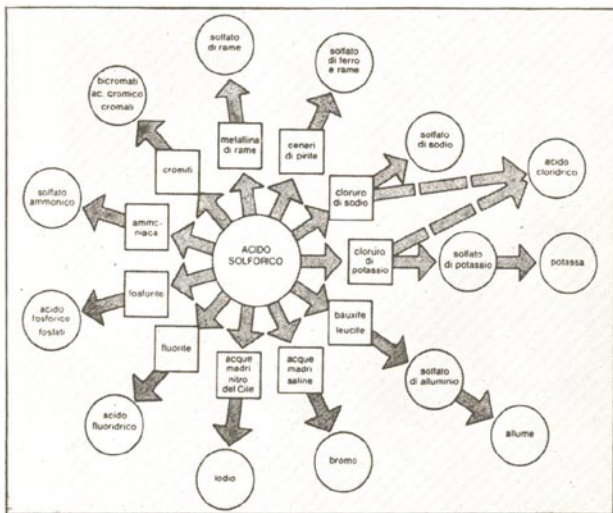 solfato
di rame
solfato
di ferro
e rame
bicromati
ac. cromico
cromati
metallina
di rame
ceneri
di pirite
solfato
di sodio
acido
cloridrico
cromiti
cloruro
di sodio
solfato
ammonico
ammo-
niaca
ACIDO
SOLFORICO
cloruro
di
potassio
solfato
di potassio
potassa
fosforite
acido
fosforico
fosfati
bauxite
leucite
fluorite
acque
madri
nitro
del Cile
acque
madri
saline
solfato
di alluminio
acido
fluoridrico
allume
iodio
bromo